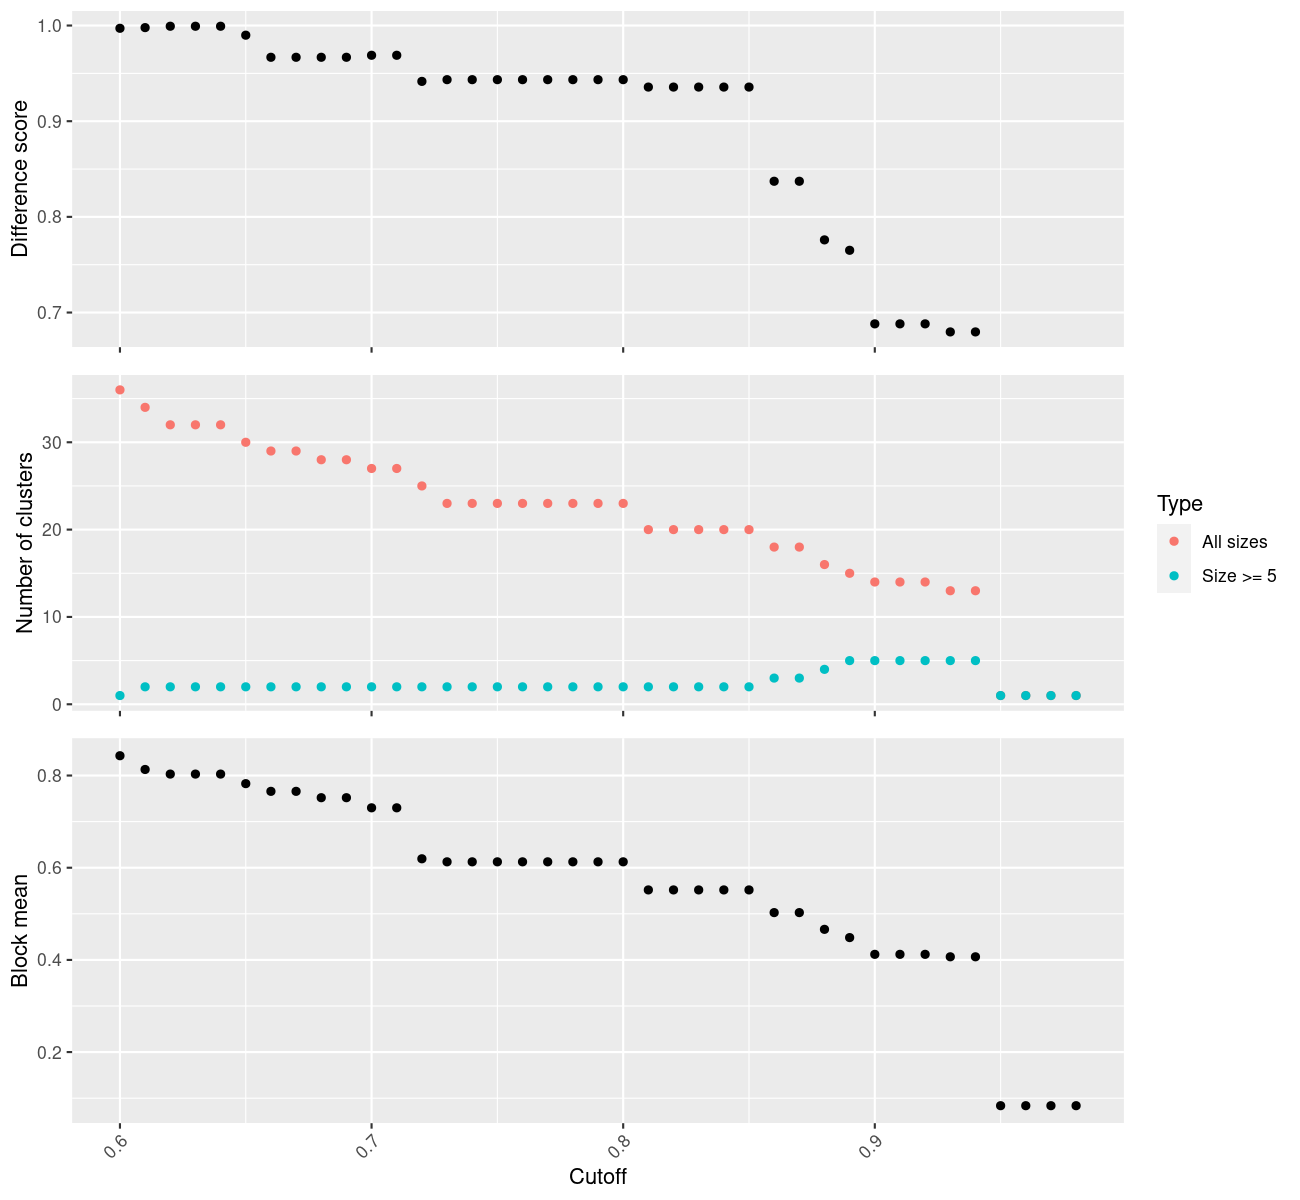 1.0
0.9
0.8
0.7
Difference score
30
20
10
0
Number of clusters
Type
All sizes
Size >= 5
0.8
0.6
0.4
0.2
Block mean
0.6
0.7
0.8
0.9
Cutoff